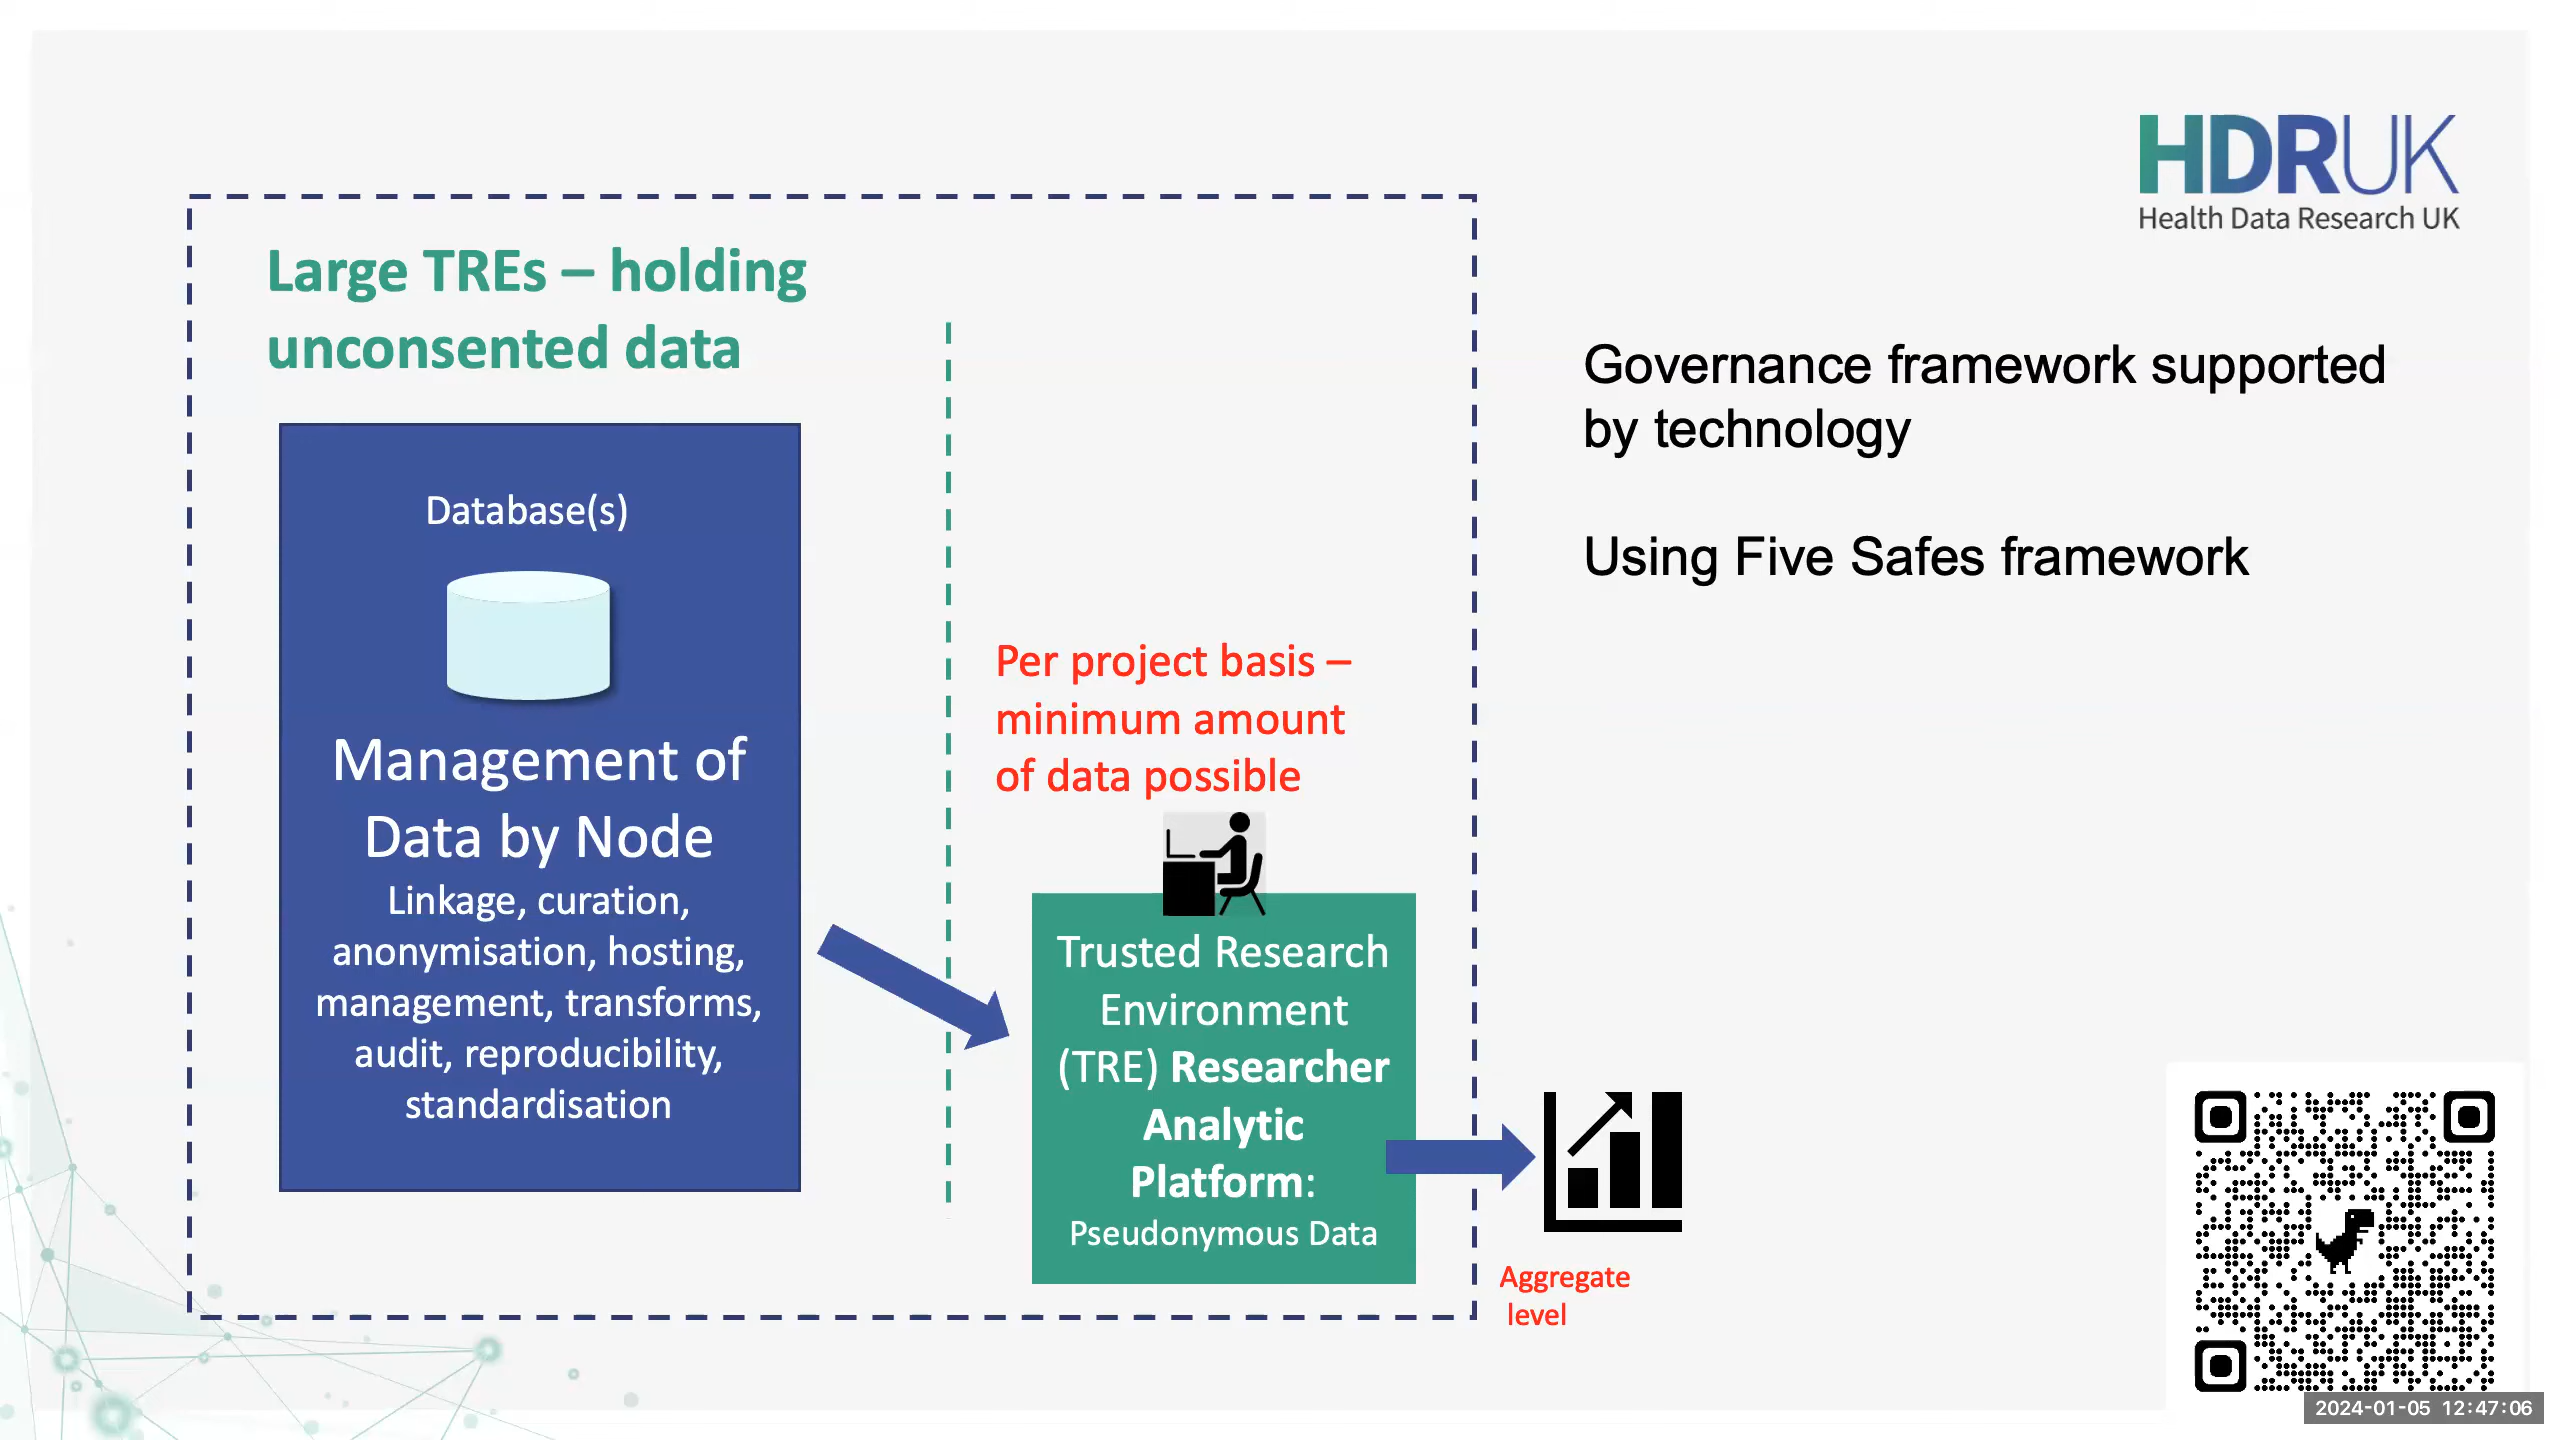 HDRUK
Health Data Research UK
Large TREs – holding
unconsented data
Database(s)
Management of
Data by Node
Linkage, curation,
anonymisation, hosting,
management, transforms,
audit, reproducibility,
standardisation
Per project basis –
minimum amount
of data possible
Trusted Research
Environment
(TRE) Researcher
Analytic
Platform:
Pseudonymous Data
Aggregate
level
Governance framework supported
by technology
Using Five Safes framework
2024-01-05 12:47:06